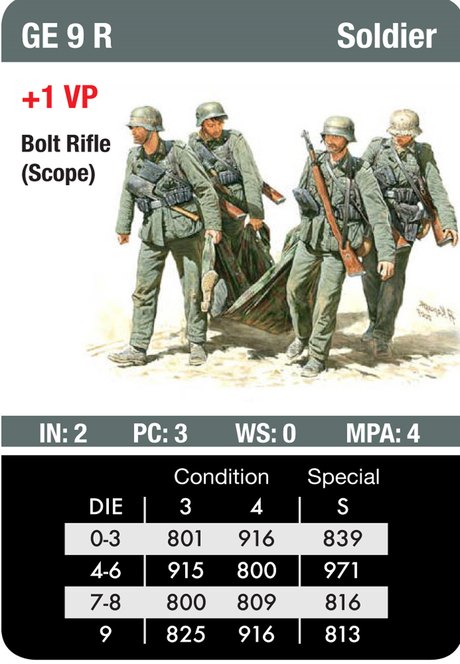 GE 9 R Soldier
+1 VP
Bolt Rifle
(Scope)
IN: 2 PC: 3 WS: 0 MPA: 4
Condition Special
DIE 3 4 S
0-3 801 916 839
4-6 915 800 971
7-8 800 809 816
9 825 916 813